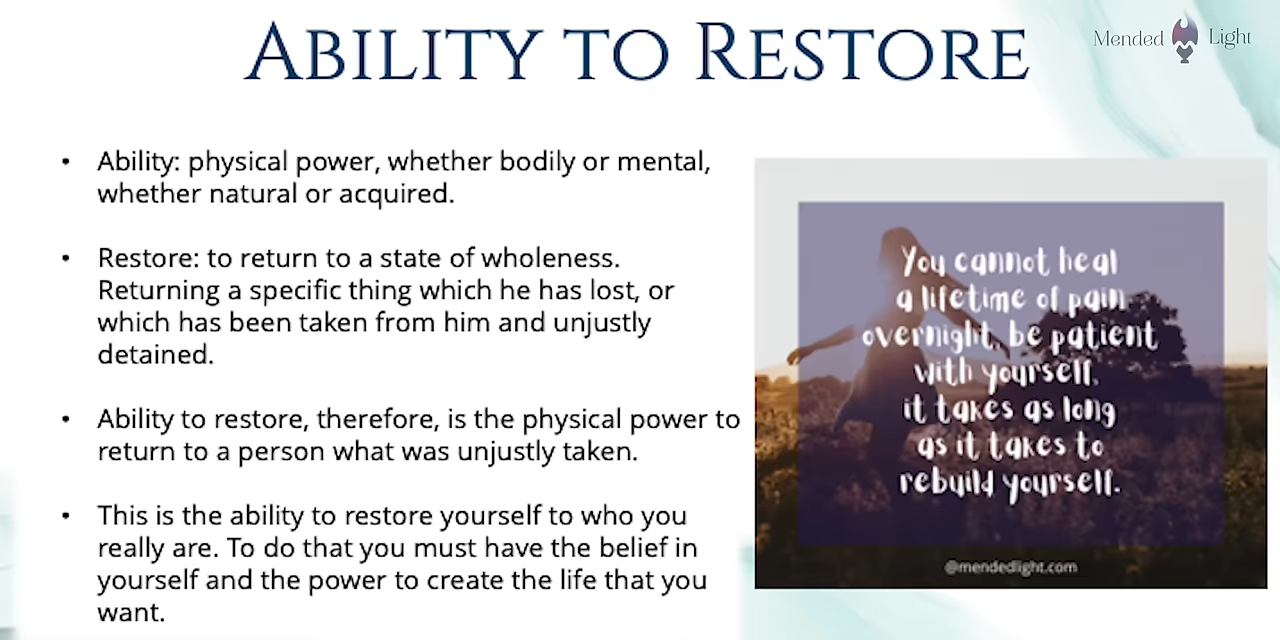 ABILITY TO RESTORE
Mended Light
• Ability: physical power, whether bodily or mental,
whether natural or acquired.
• Restore: to return to a state of wholeness.
Returning a specific thing which he has lost, or
which has been taken from him and unjustly
detained.
• Ability to restore, therefore, is the physical power to
return to a person what was unjustly taken.
• This is the ability to restore yourself to who you
really are. To do that you must have the belief in
yourself and the power to create the life that you
want.
You cannot heal
a lifetime of pain
overnight, be patient
with yourself,
it takes as long
as it takes to
rebuild yourself.
@mendedlight.com